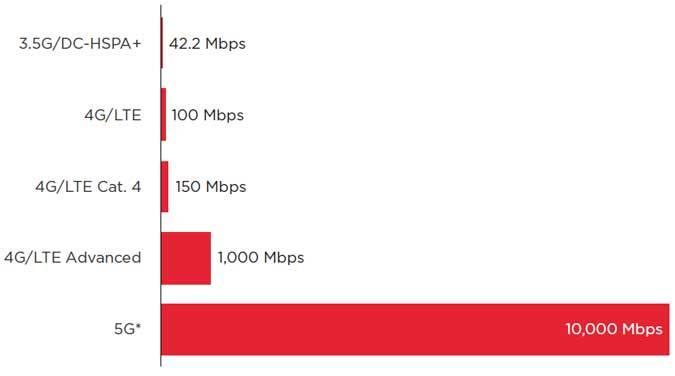 3.5G/DC-HSPA+ 42.2 Mbps
4G/LTE 100 Mbps
4G/LTE Cat. 4 150 Mbps
4G/LTE Advanced 1,000 Mbps
5G* 10,000 Mbps